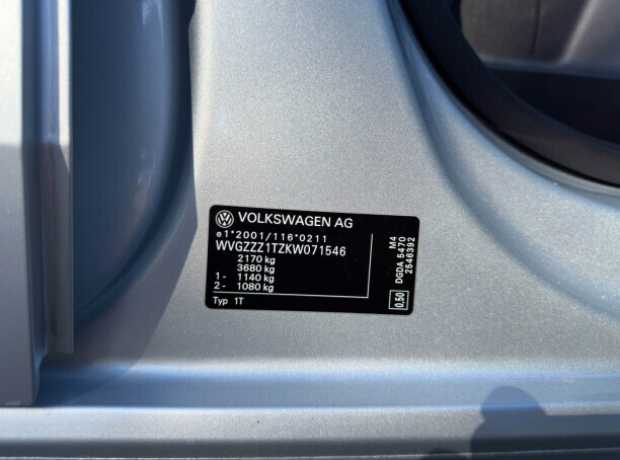 VOLKSWAGEN AG
e1*2001/116*0211
WVGZZZ1TZKW071546
2170 kg
3680 kg
1- 1140 kg
2- 1080 kg
Typ 1T
M4
DGDA 5470
2546392
0,50